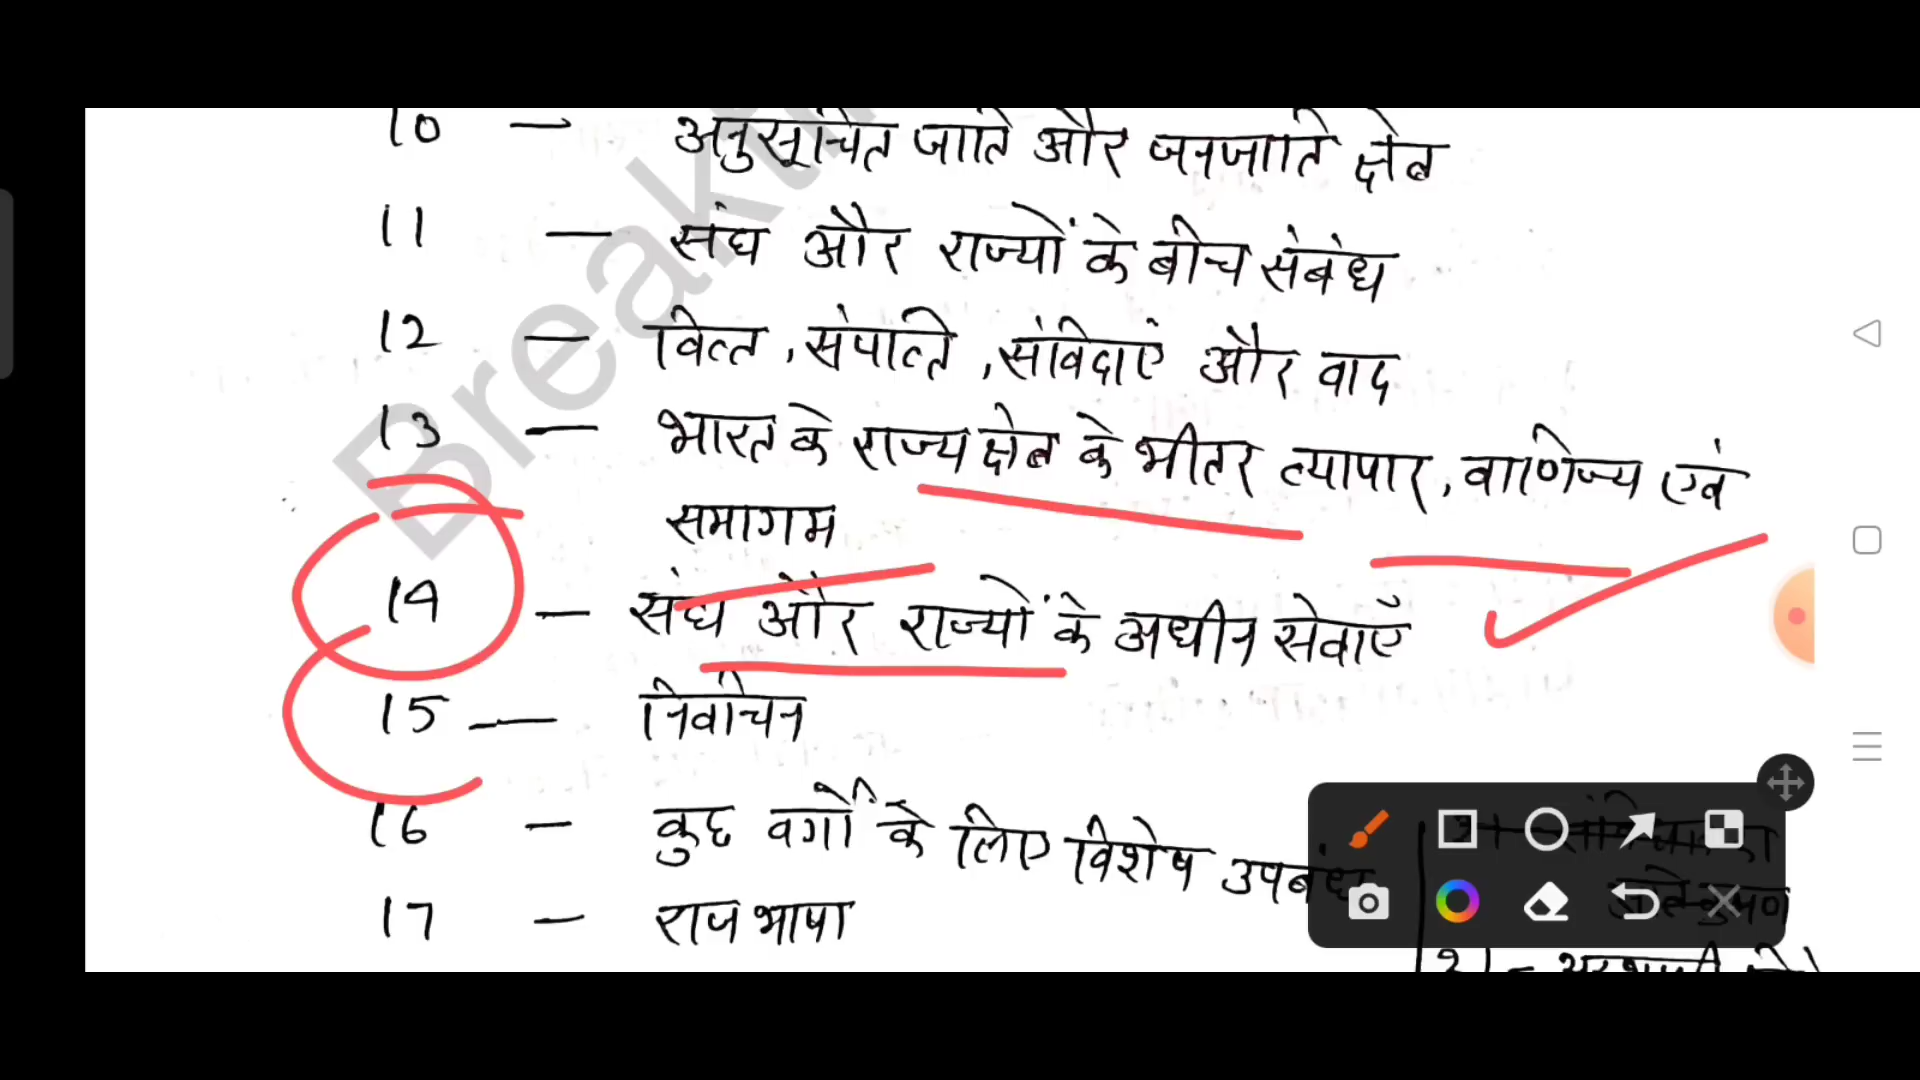 10 — अनुसूचित जाति और जनजाति क्षेत्र
11 — संघ और राज्यों के बीच संबंध
12 — वित्त, संपत्ति, संविदाएं और वाद
13 — भारत के राज्य क्षेत्र के भीतर व्यापार, वाणिज्य एवं
समागम
14 — संघ और राज्यों के अधीन सेवाएँ
15 — निर्वाचन
16 — कुछ वर्गों के लिए विशेष उपबंध
17 — राजभाषा